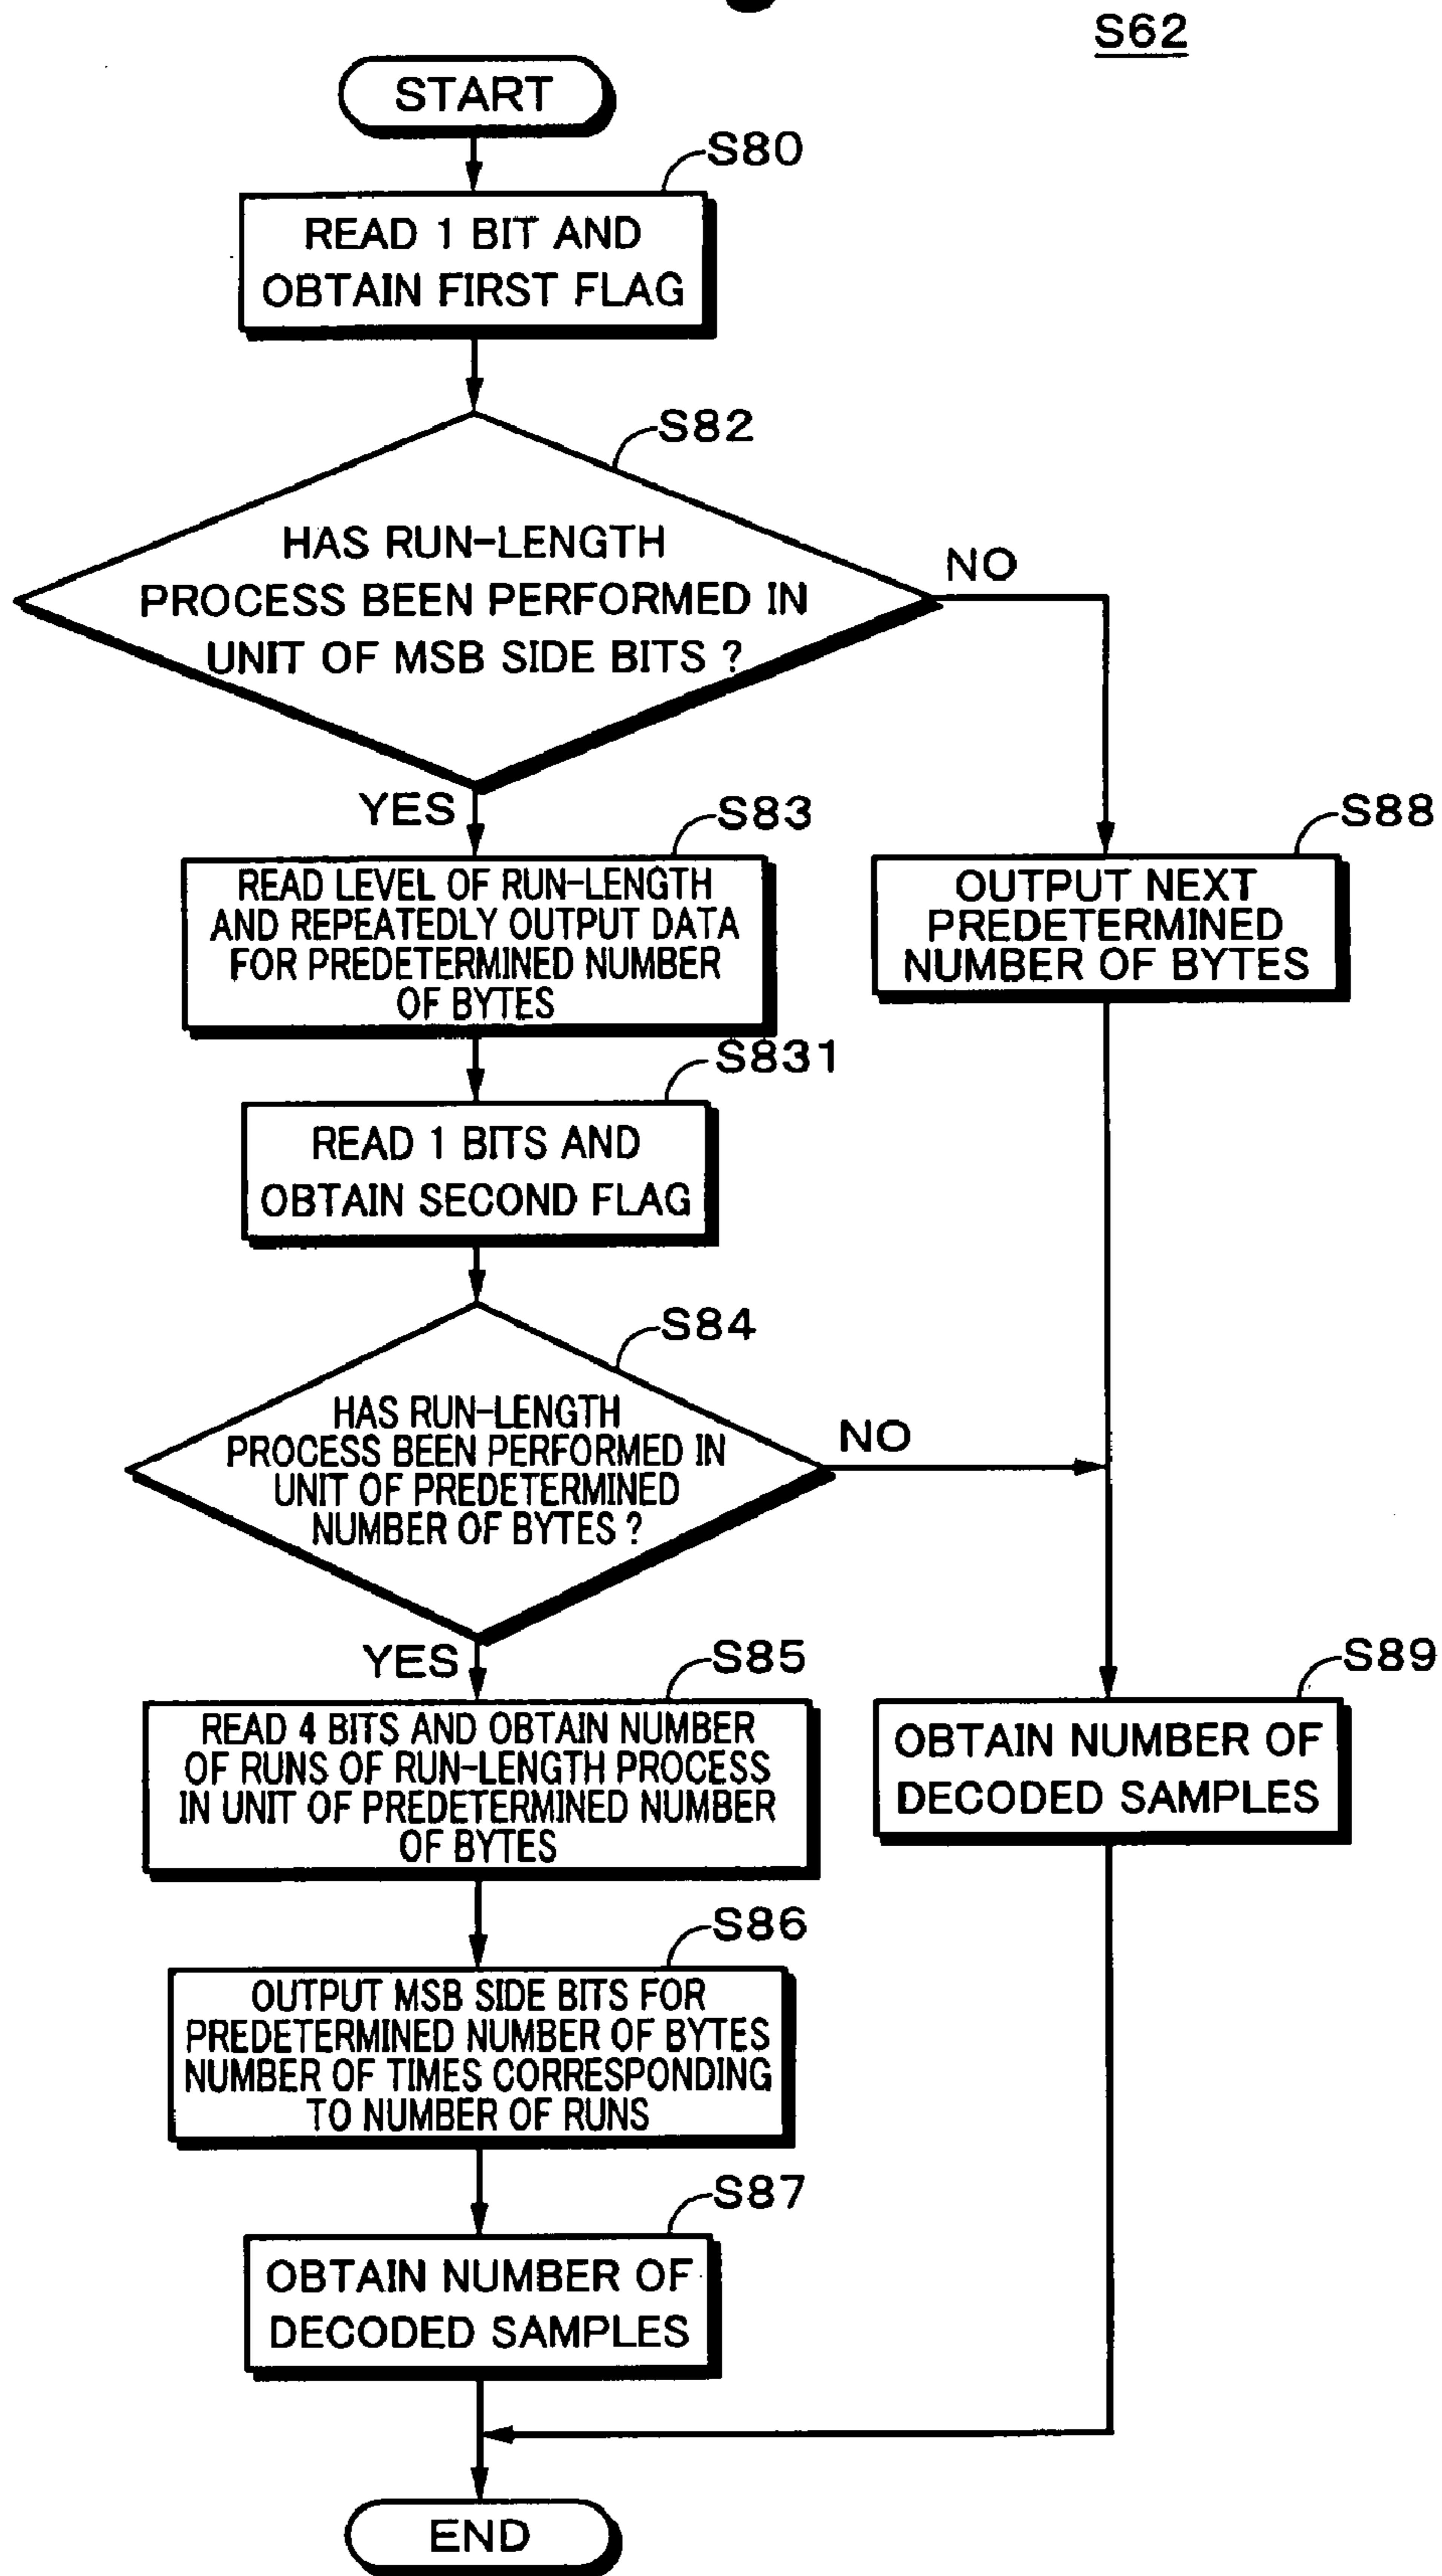 S62
START
S80
READ 1 BIT AND
OBTAIN FIRST FLAG
S82
HAS RUN-LENGTH
PROCESS BEEN PERFORMED IN
UNIT OF MSB SIDE BITS ?
NO
YES
S83
READ LEVEL OF RUN-LENGTH
AND REPEATEDLY OUTPUT DATA
FOR PREDETERMINED NUMBER
OF BYTES
S88
OUTPUT NEXT
PREDETERMINED
NUMBER OF BYTES
S831
READ 1 BITS AND
OBTAIN SECOND FLAG
S84
HAS RUN-LENGTH
PROCESS BEEN PERFORMED IN
UNIT OF PREDETERMINED
NUMBER OF BYTES ?
NO
YES
S85
READ 4 BITS AND OBTAIN NUMBER
OF RUNS OF RUN-LENGTH PROCESS
IN UNIT OF PREDETERMINED NUMBER
OF BYTES
S89
OBTAIN NUMBER OF
DECODED SAMPLES
S86
OUTPUT MSB SIDE BITS FOR
PREDETERMINED NUMBER OF BYTES
NUMBER OF TIMES CORRESPONDING
TO NUMBER OF RUNS
S87
OBTAIN NUMBER OF
DECODED SAMPLES
END